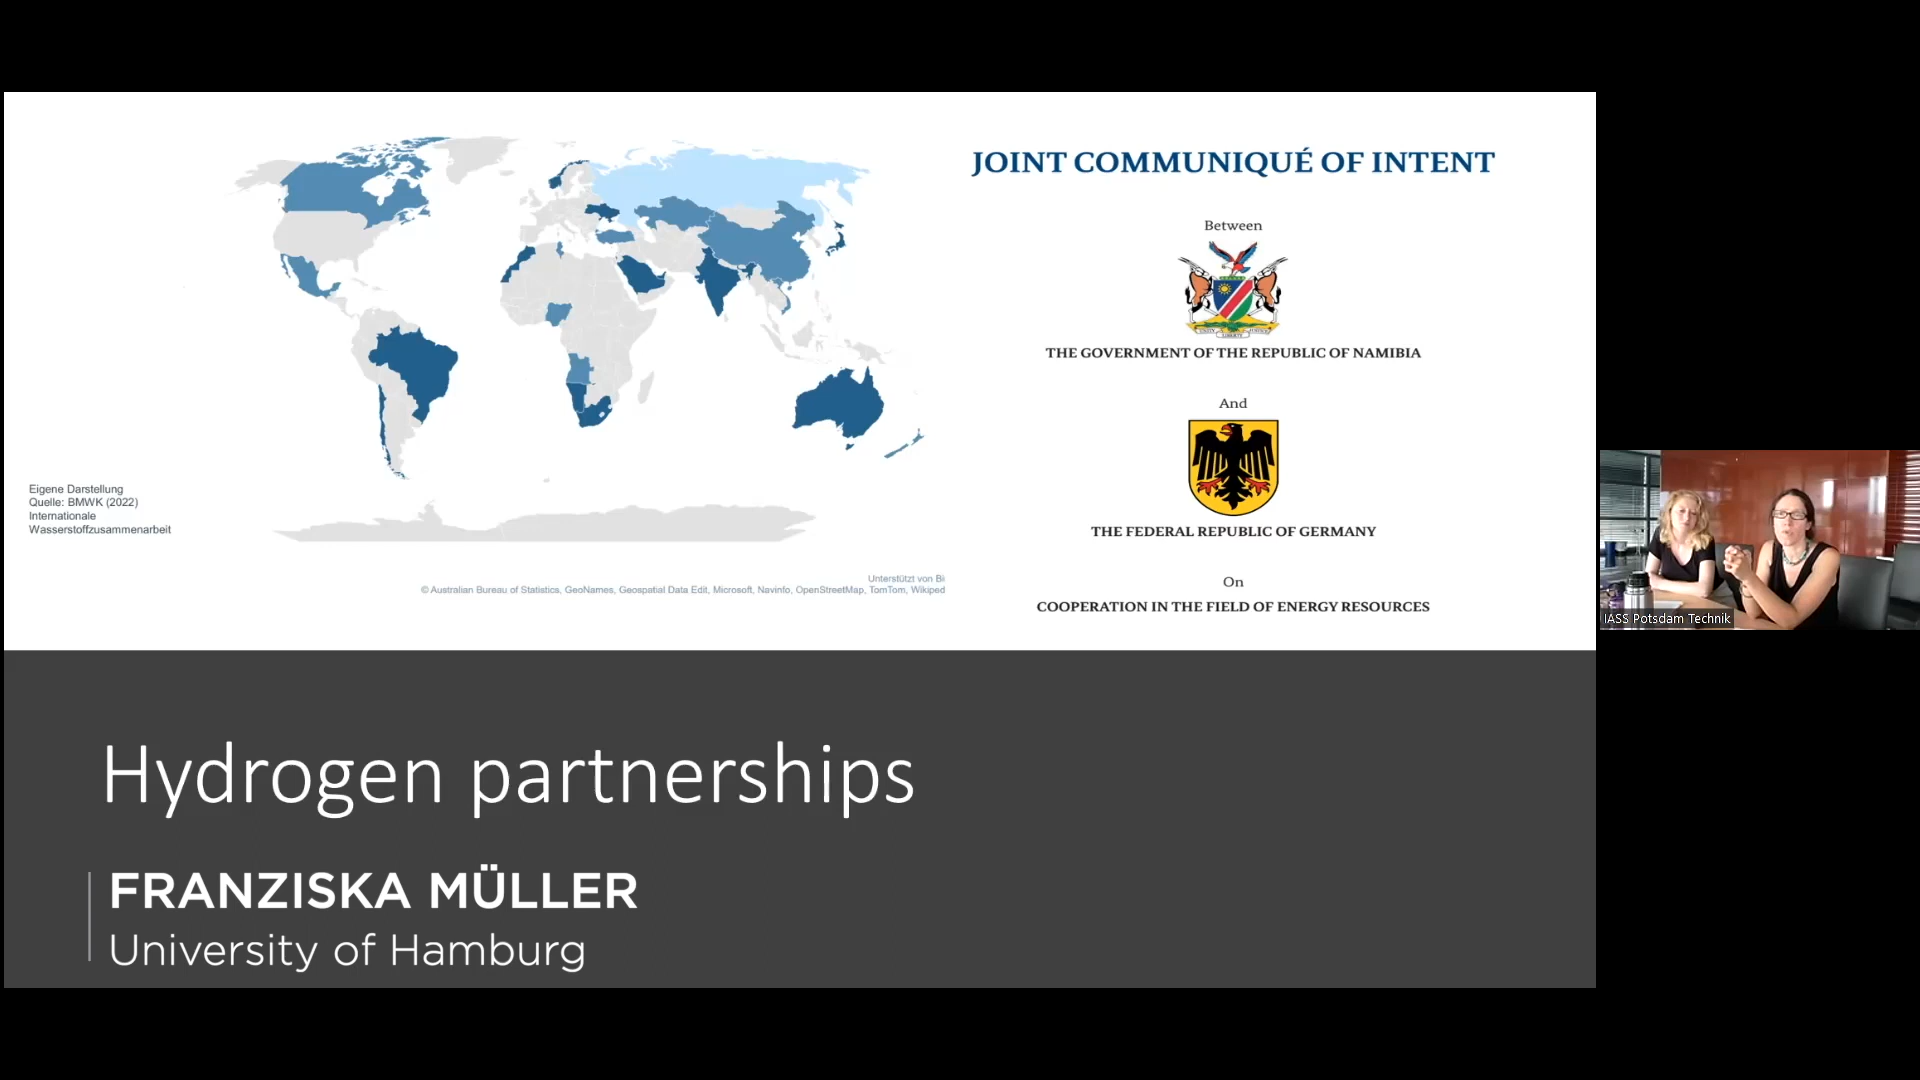 JOINT COMMUNIQUÉ OF INTENT
Between
THE GOVERNMENT OF THE REPUBLIC OF NAMIBIA
And
THE FEDERAL REPUBLIC OF GERMANY
On
COOPERATION IN THE FIELD OF ENERGY RESOURCES
Eigene Darstellung
Quelle: BMWK (2022)
Internationale
Wasserstoffzusammenarbeit
Unterstützt von Bi
© Australian Bureau of Statistics, GeoNames, Geospatial Data Edit, Microsoft, Navinfo, OpenStreetMap, TomTom, Wikiped
Hydrogen partnerships
FRANZISKA MÜLLER
University of Hamburg
IASS Potsdam Technik